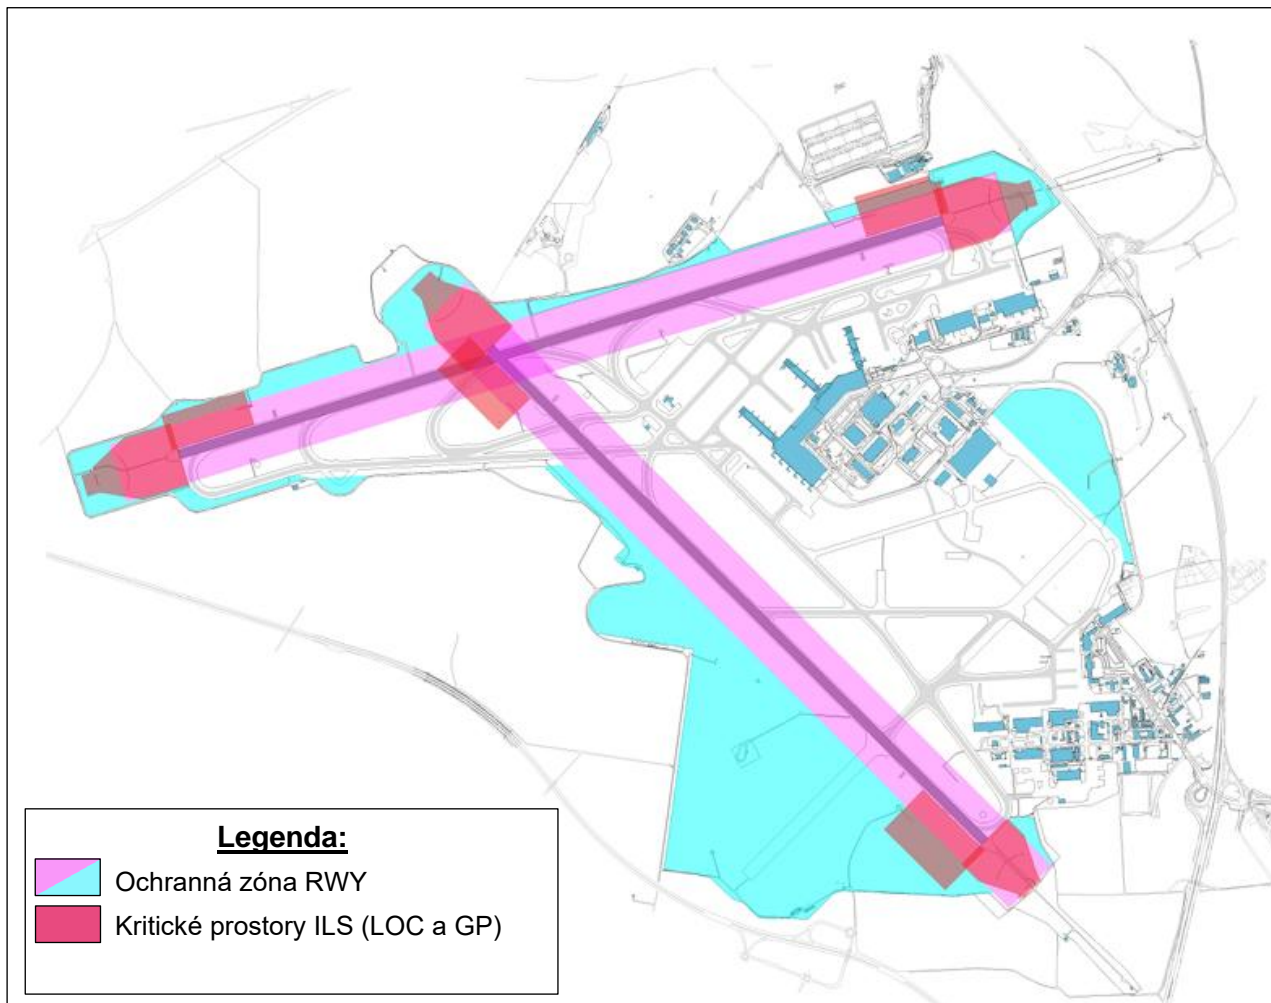 Legenda:
Ochranná zóna RWY
Kritické prostory ILS (LOC a GP)